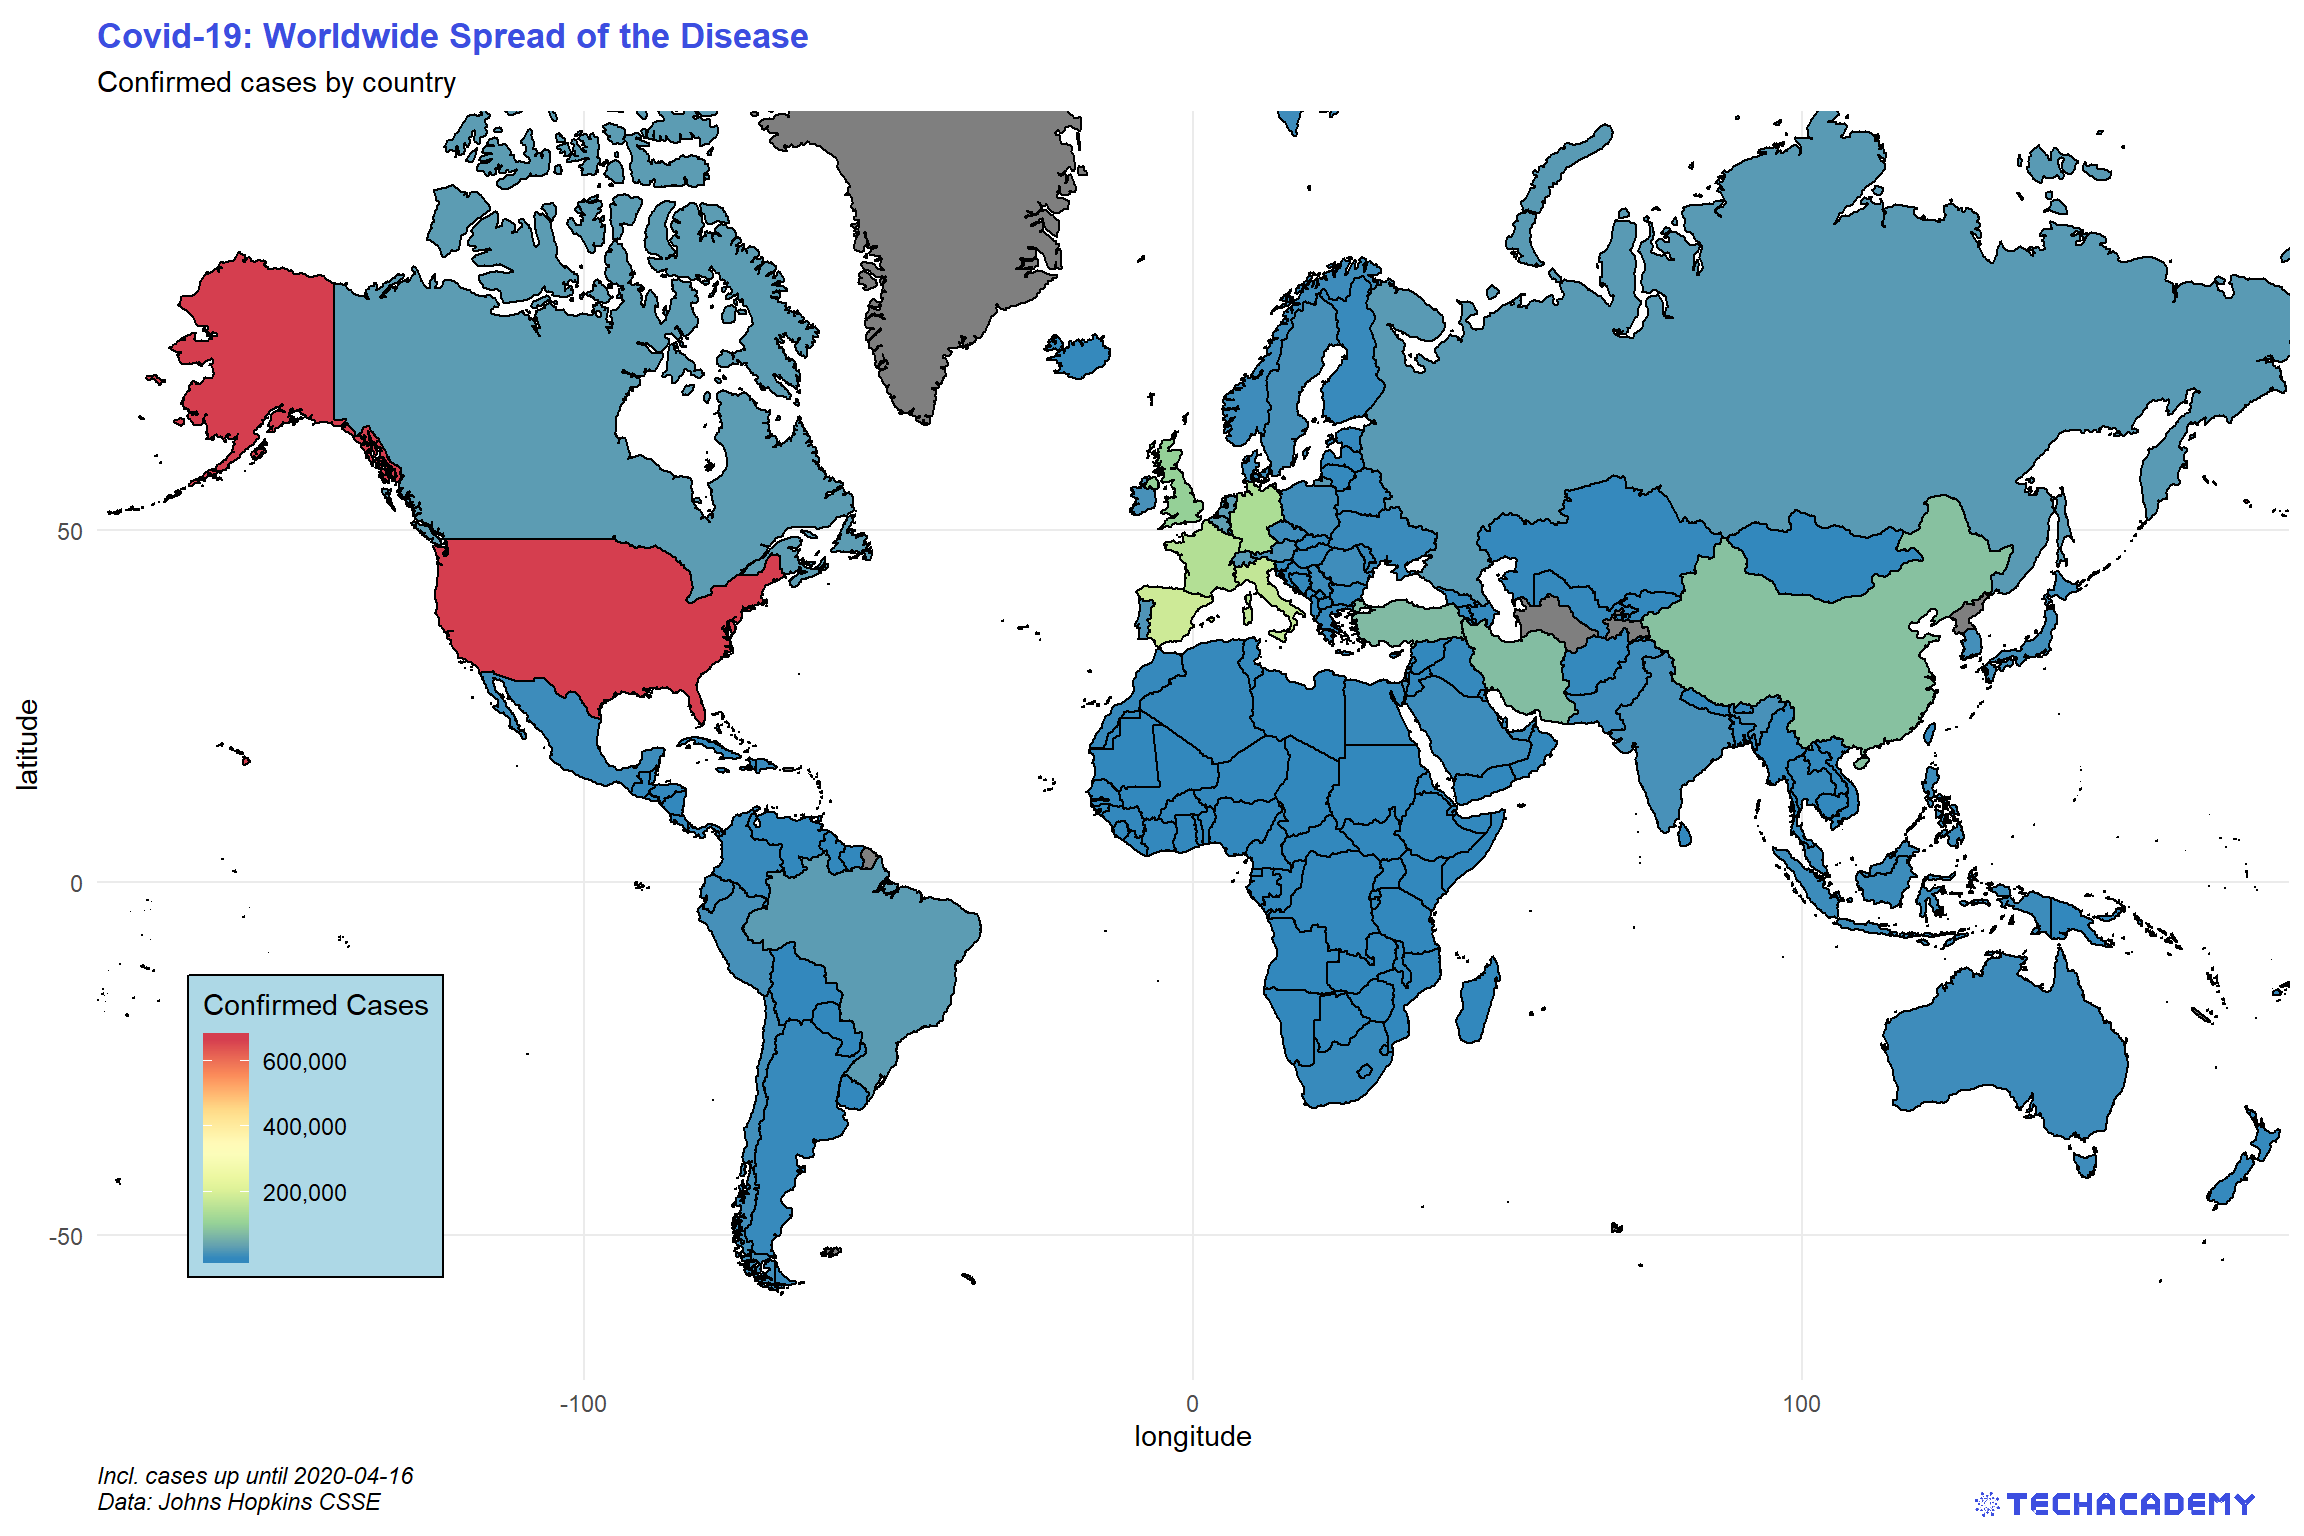 Covid-19: Worldwide Spread of the Disease
Confirmed cases by country
latitude
50
0
-50
Confirmed Cases
600,000
400,000
200,000
-100
0
100
longitude
Incl. cases up until 2020-04-16
Data: Johns Hopkins CSSE
TECHACADEMY